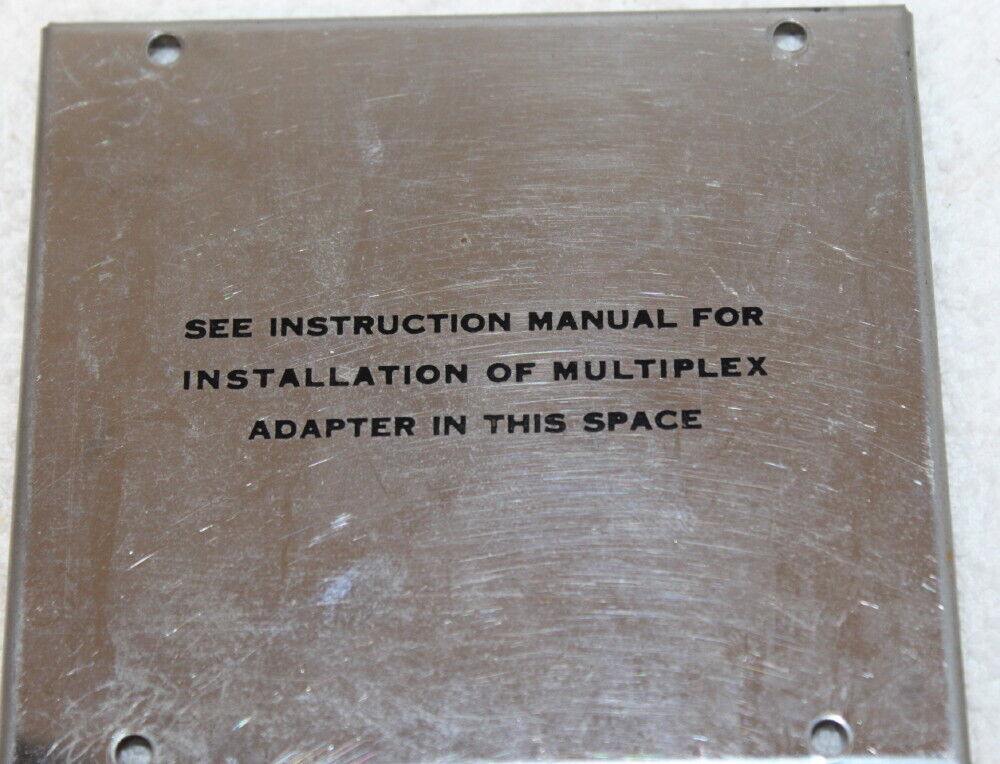 SEE INSTRUCTION MANUAL FOR
INSTALLATION OF MULTIPLEX
ADAPTER IN THIS SPACE